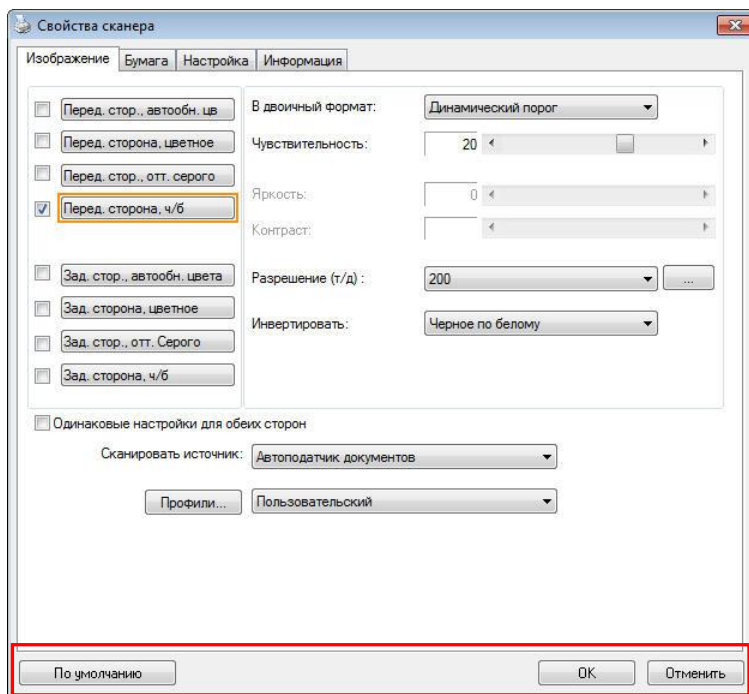 Свойства сканера
Изображение Бумага Настройка Информация
Перед. стор., автообн. цв
Перед. сторона, цветное
Перед. стор., отт. серого
Перед. сторона, ч/б
Зад. стор., автообн. цвета
Зад. сторона, цветное
Зад. стор., отт. Серого
Зад. сторона, ч/б
В двоичный формат: Динамический порог
Чувствительность: 20
Яркость: 0
Контраст:
Разрешение (т/д) : 200 ...
Инвертировать: Черное по белому
Одинаковые настройки для обеих сторон
Сканировать источник: Автоподатчик документов
Профили... Пользовательский
По умолчанию OK Отменить